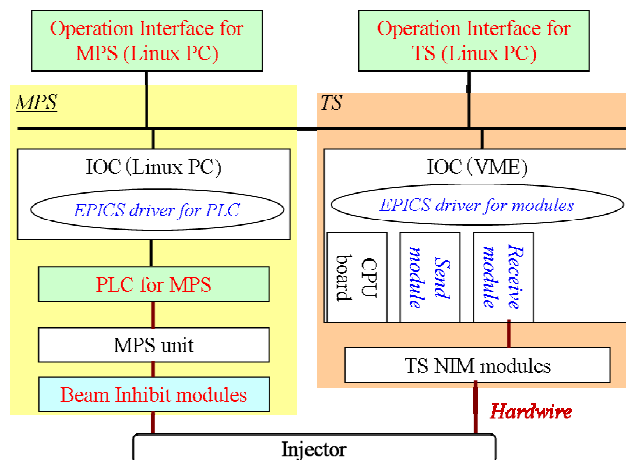 Operation Interface for
MPS (Linux PC)
Operation Interface for
TS (Linux PC)
MPS
TS
IOC (Linux PC)
EPICS driver for PLC
IOC (VME)
EPICS driver for modules
CPU
board
Send
module
Receive
module
PLC for MPS
MPS unit
TS NIM modules
Beam Inhibit modules
Hardwire
Injector